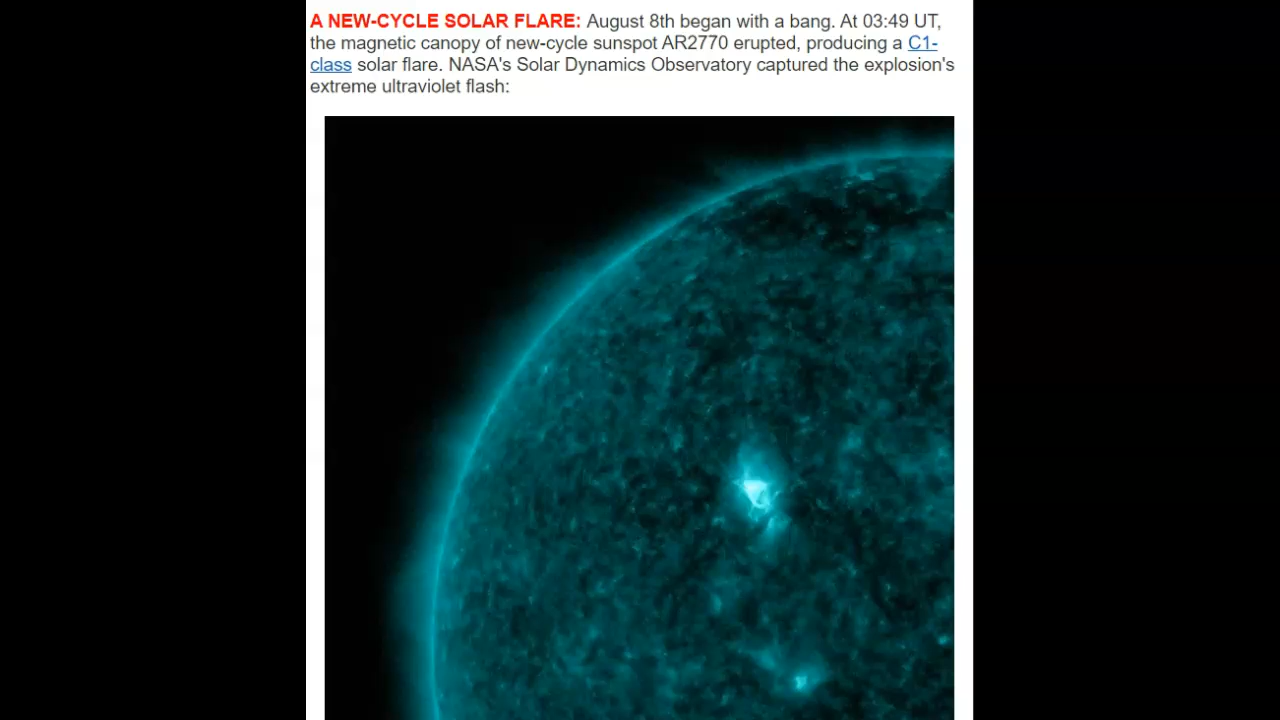 A NEW-CYCLE SOLAR FLARE: August 8th began with a bang. At 03:49 UT,
the magnetic canopy of new-cycle sunspot AR2770 erupted, producing a C1-
class solar flare. NASA's Solar Dynamics Observatory captured the explosion's
extreme ultraviolet flash: